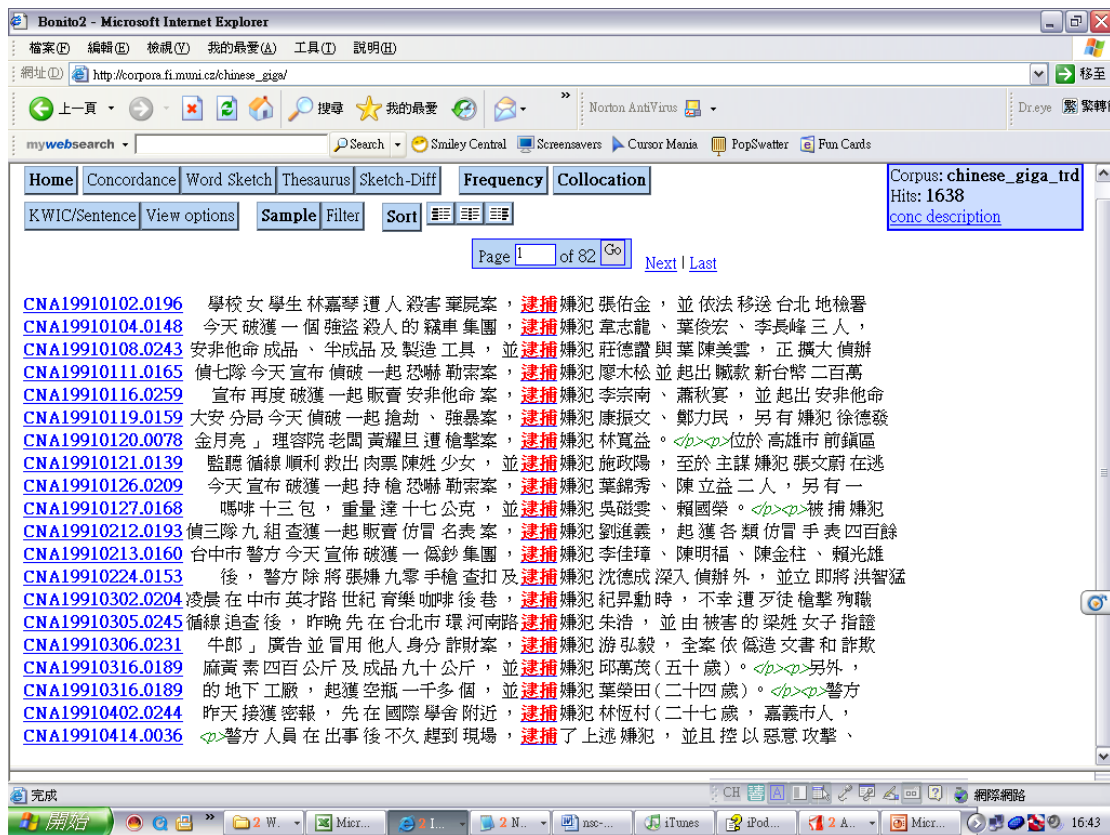 Bonito2 - Microsoft Internet Explorer
檔案(F) 編輯(E) 檢視(V) 我的最愛(A) 工具(T) 說明(H)
網址(D) http://corpora.fi.muni.cz/chinese_giga/ 移至
上一頁 搜尋 我的最愛 » Norton AntiVirus Dr.eye 繁 繁轉
mywebsearch Search Smiley Central Screensavers Cursor Mania PopSwatter Fun Cards
Home Concordance Word Sketch Thesaurus Sketch-Diff Frequency Collocation
Corpus: chinese_giga_trd
Hits: 1638
conc description
KWIC/Sentence View options Sample Filter Sort
Page 1 of 82 Go Next | Last
CNA19910102.0196 學校 女 學生 林嘉琴 遭 人 殺害 棄屍案 ， 逮捕 嫌犯 張佑金 ， 並 依法 移送 台北 地檢署
CNA19910104.0148 今天 破獲 一 個 強盜 殺人 的 竊車 集團 ， 逮捕 嫌犯 韋志龍 、 葉俊宏 、 李長峰 三 人 ，
CNA19910108.0243 安非他命 成品 、 半成品 及 製造 工具 ， 並 逮捕 嫌犯 莊德讚 與 葉 陳美雲 ， 正 擴大 偵辦
CNA19910111.0165 偵七隊 今天 宣布 偵破 一起 恐嚇 勒索案 ， 逮捕 嫌犯 廖木松 並 起出 贓款 新台幣 二百萬
CNA19910116.0259 宣布 再度 破獲 一起 販賣 安非他命 案 ， 逮捕 嫌犯 李宗南 、 蕭秋宴 ， 並 起出 安非他命
CNA19910119.0159 大安 分局 今天 偵破 一起 搶劫 、 強暴案 ， 逮捕 嫌犯 康振文 、 鄭力民 ， 另 有 嫌犯 徐德發
CNA19910120.0078 金月亮 」 理容院 老闆 黃耀旦 遭 槍擊案 ， 逮捕 嫌犯 林寬益 。 </p><p>位於 高雄市 前鎮區
CNA19910121.0139 監聽 循線 順利 救出 肉票 陳姓 少女 ， 並 逮捕 嫌犯 施政陽 ， 至於 主謀 嫌犯 張文蔚 在逃
CNA19910126.0209 今天 宣布 破獲 一起 持 槍 恐嚇 勒索案 ， 逮捕 嫌犯 葉錦秀 、 陳立益 二 人 ， 另 有 一
CNA19910127.0168 嗎啡 十三 包 ， 重量 達 十七 公克 ， 並 逮捕 嫌犯 吳磁雯 、 賴國榮 。 </p><p>被 捕 嫌犯
CNA19910212.0193 偵三隊 九 組 查獲 一起 販賣 仿冒 名表 案 ， 逮捕 嫌犯 劉進義 ， 起 獲 各 類 仿冒 手 表 四百餘
CNA19910213.0160 台中市 警方 今天 宣佈 破獲 一 偽鈔 集團 ， 逮捕 嫌犯 李佳璋 、 陳明福 、 陳金柱 、 賴光雄
CNA19910224.0153 後 ， 警方 除 將 張嫌 九零 手槍 查扣 及 逮捕 嫌犯 沈德成 深入 偵辦 外 ， 並 立即 將 洪智猛
CNA19910302.0204 凌晨 在 中市 英才路 世紀 育樂 咖啡 後 巷 ， 逮捕 嫌犯 紀昇勳 時 ， 不幸 遭 歹徒 槍擊 殉職
CNA19910305.0245 循線 追查 後 ， 昨晚 先 在 台北市 環河南路 逮捕 嫌犯 朱浩 ， 並 由 被害 的 梁姓 女子 指證
CNA19910306.0231 牛郎 」 廣告 並 冒用 他人 身分 詐財案 ， 逮捕 嫌犯 游弘毅 ， 全案 依 偽造 文書 和 詐欺
CNA19910316.0189 麻黃 素 四百 公斤 及 成品 九十 公斤 ， 並 逮捕 嫌犯 邱萬茂 ( 五十 歲 ) 。 </p><p>另外 ，
CNA19910316.0189 的 地下 工廠 ， 起獲 空瓶 一千多 個 ， 並 逮捕 嫌犯 葉榮田 ( 二十四 歲 ) 。 </p><p>警方
CNA19910402.0244 昨天 接獲 密報 ， 先 在 國際 學舍 附近 ， 逮捕 嫌犯 林恆村 ( 二十七 歲 ， 嘉義市人 ，
CNA19910414.0036 <p>警方 人員 在 出事 後 不久 趕到 現場 ， 逮捕 了 上述 嫌犯 ， 並且 控以 惡意 攻擊 、
完成 CH 網際網路
開始 » 2 W. Micr... 2 I... 2 N.. nsc-... iTunes iPod... 2 A.. Micr... 16:43